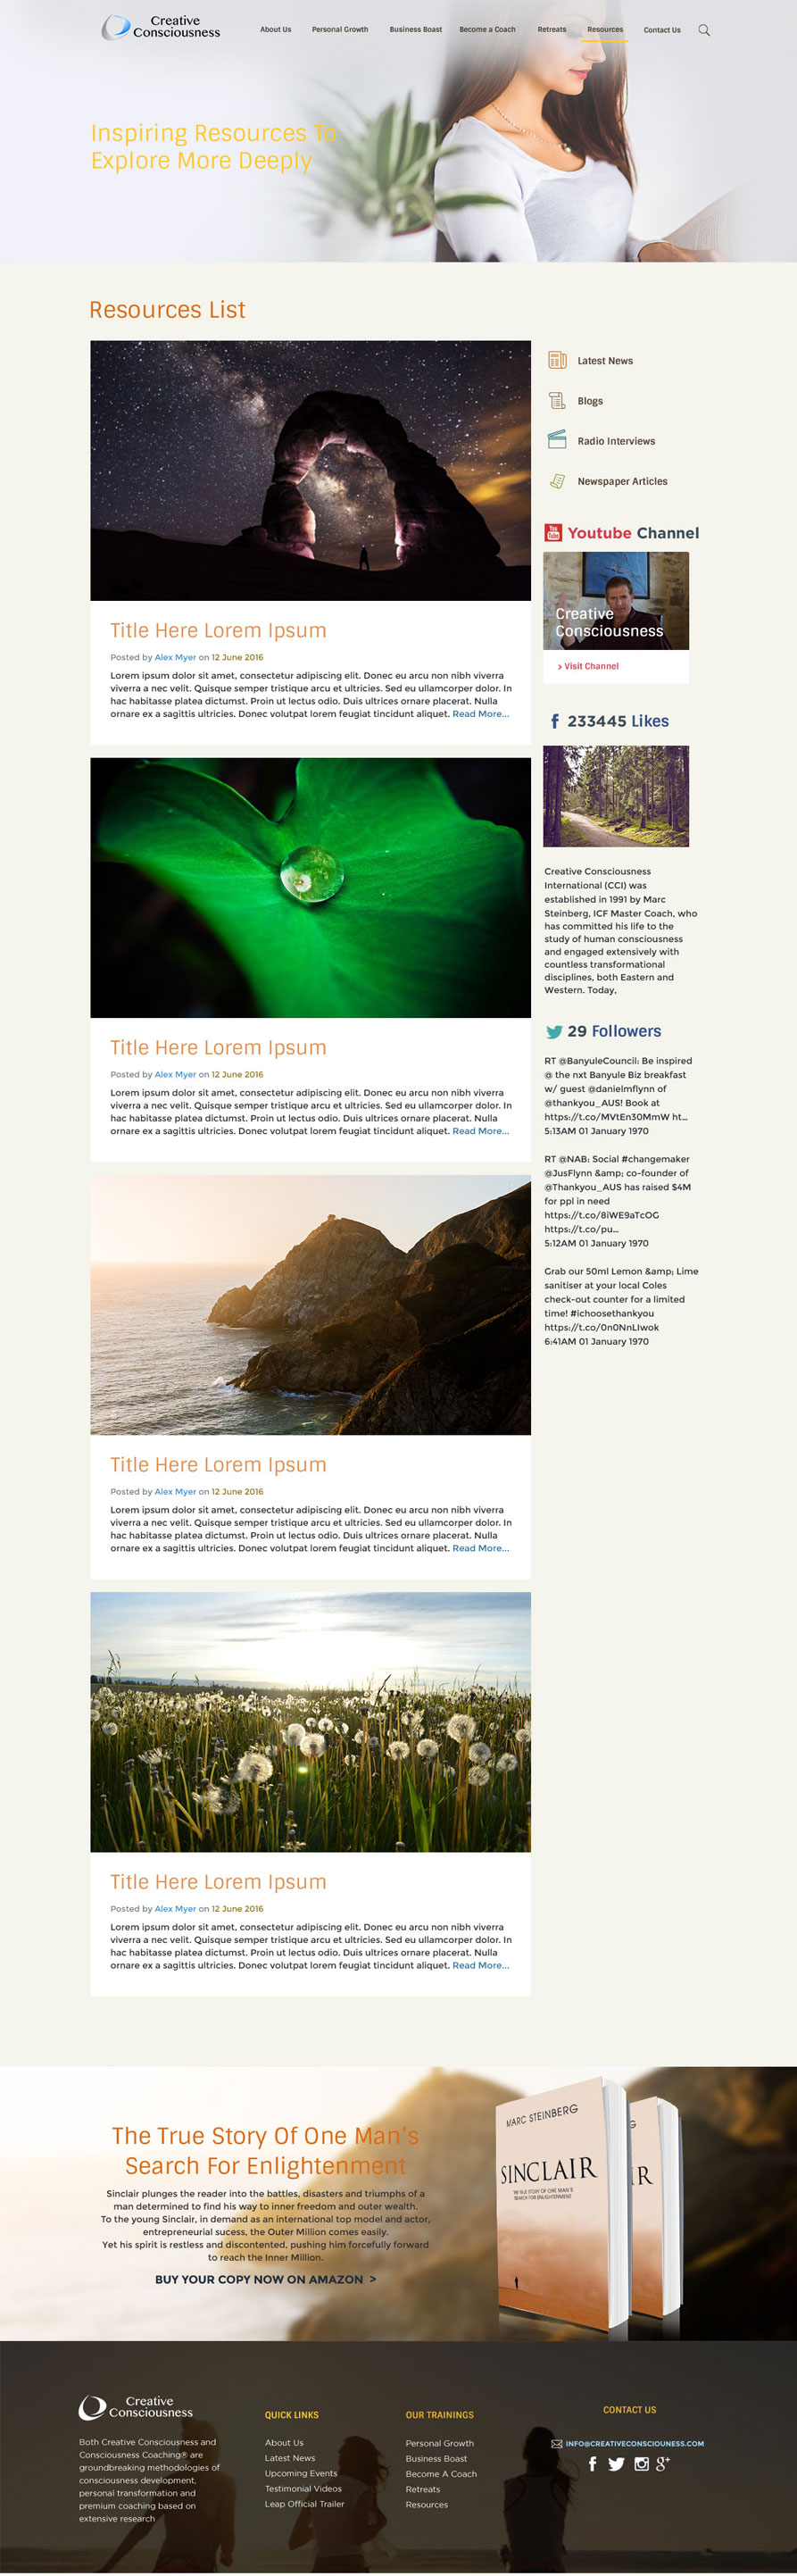 Creative
Consciousness
About Us
Personal Growth
Business Boast
Become a Coach
Retreats
Resources
Contact Us
Inspiring Resources To
Explore More Deeply
Resources List
Title Here Lorem Ipsum
Posted by Alex Myer on 12 June 2016
Lorem ipsum dolor sit amet, consectetur adipiscing elit. Donec eu arcu non nibh viverra
viverra a nec velit. Quisque semper tristique arcu et ultricies. Sed eu ullamcorper dolor. In
hac habitasse platea dictumst. Proin ut lectus odio. Duis ultrices ornare placerat. Nulla
ornare ex a sagittis ultricies. Donec volutpat lorem feugiat tincidunt aliquet. Read More...
Title Here Lorem Ipsum
Posted by Alex Myer on 12 June 2016
Lorem ipsum dolor sit amet, consectetur adipiscing elit. Donec eu arcu non nibh viverra
viverra a nec velit. Quisque semper tristique arcu et ultricies. Sed eu ullamcorper dolor. In
hac habitasse platea dictumst. Proin ut lectus odio. Duis ultrices ornare placerat. Nulla
ornare ex a sagittis ultricies. Donec volutpat lorem feugiat tincidunt aliquet. Read More...
Title Here Lorem Ipsum
Posted by Alex Myer on 12 June 2016
Lorem ipsum dolor sit amet, consectetur adipiscing elit. Donec eu arcu non nibh viverra
viverra a nec velit. Quisque semper tristique arcu et ultricies. Sed eu ullamcorper dolor. In
hac habitasse platea dictumst. Proin ut lectus odio. Duis ultrices ornare placerat. Nulla
ornare ex a sagittis ultricies. Donec volutpat lorem feugiat tincidunt aliquet. Read More...
Title Here Lorem Ipsum
Posted by Alex Myer on 12 June 2016
Lorem ipsum dolor sit amet, consectetur adipiscing elit. Donec eu arcu non nibh viverra
viverra a nec velit. Quisque semper tristique arcu et ultricies. Sed eu ullamcorper dolor. In
hac habitasse platea dictumst. Proin ut lectus odio. Duis ultrices ornare placerat. Nulla
ornare ex a sagittis ultricies. Donec volutpat lorem feugiat tincidunt aliquet. Read More...
Latest News
Blogs
Radio Interviews
Newspaper Articles
You Tube
Youtube Channel
Creative
Consciousness
> Visit Channel
233445 Likes
Creative Consciousness
International (CCI) was
established in 1991 by Marc
Steinberg, ICF Master Coach, who
has committed his life to the
study of human consciousness
and engaged extensively with
countless transformational
disciplines, both Eastern and
Western. Today,
29 Followers
RT @BanyuleCouncil: Be inspired
@ the nxt Banyule Biz breakfast
w/ guest @danielmflynn of
@thankyou_AUS! Book at
https://t.co/MVtEn30MmW ht…
5:13AM 01 January 1970
RT @NAB: Social #changemaker
@JusFlynn &amp; co-founder of
@Thankyou_AUS has raised $4M
for ppl in need
https://t.co/8iWE9aTcOG
https://t.co/pu…
5:12AM 01 January 1970
Grab our 50ml Lemon &amp; Lime
sanitiser at your local Coles
check-out counter for a limited
time! #ichoosethankyou
https://t.co/0n0NnLIwok
6:41AM 01 January 1970
The True Story Of One Man's
Search For Enlightenment
Sinclair plunges the reader into the battles, disasters and triumphs of a
man determined to find his way to inner freedom and outer wealth.
To the young Sinclair, in demand as an international top model and actor,
entrepreneurial sucess, the Outer Million comes easily.
Yet his spirit is restless and discontented, pushing him forcefully forward
to reach the Inner Million.
BUY YOUR COPY NOW ON AMAZON >
MARC STEINBERG
SINCLAIR
THE TRUE STORY OF ONE MAN'S
SEARCH FOR ENLIGHTENMENT
G
IR
Creative
Consciousness
Both Creative Consciousness and
Consciousness Coaching® are
groundbreaking methodologies of
consciousness development,
personal transformation and
premium coaching based on
extensive research
QUICK LINKS
About Us
Latest News
Upcoming Events
Testimonial Videos
Leap Official Trailer
OUR TRAININGS
Personal Growth
Business Boast
Become A Coach
Retreats
Resources
CONTACT US
INFO@CREATIVECONSCIOUNESS.COM